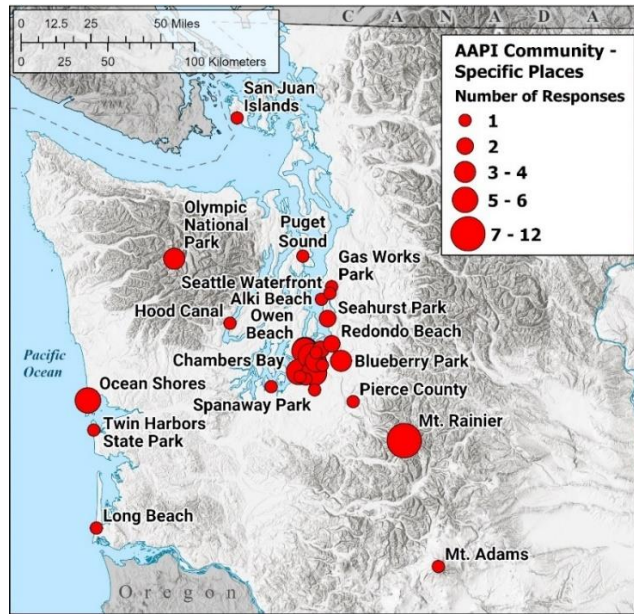 C A N A D A
0 12.5 25 50 Miles
0 25 50 100 Kilometers
AAPI Community -
Specific Places
Number of Responses
1
2
3 - 4
5 - 6
7 - 12
San Juan
Islands
Olympic
National
Park
Puget
Sound
Gas Works
Park
Seattle Waterfront
Alki Beach
Hood Canal
Owen
Beach
Seahurst Park
Redondo Beach
Pacific
Ocean
Chambers Bay
Blueberry Park
Ocean Shores
Spanaway Park
Pierce County
Twin Harbors
State Park
Mt. Rainier
Long Beach
Mt. Adams
Oregon